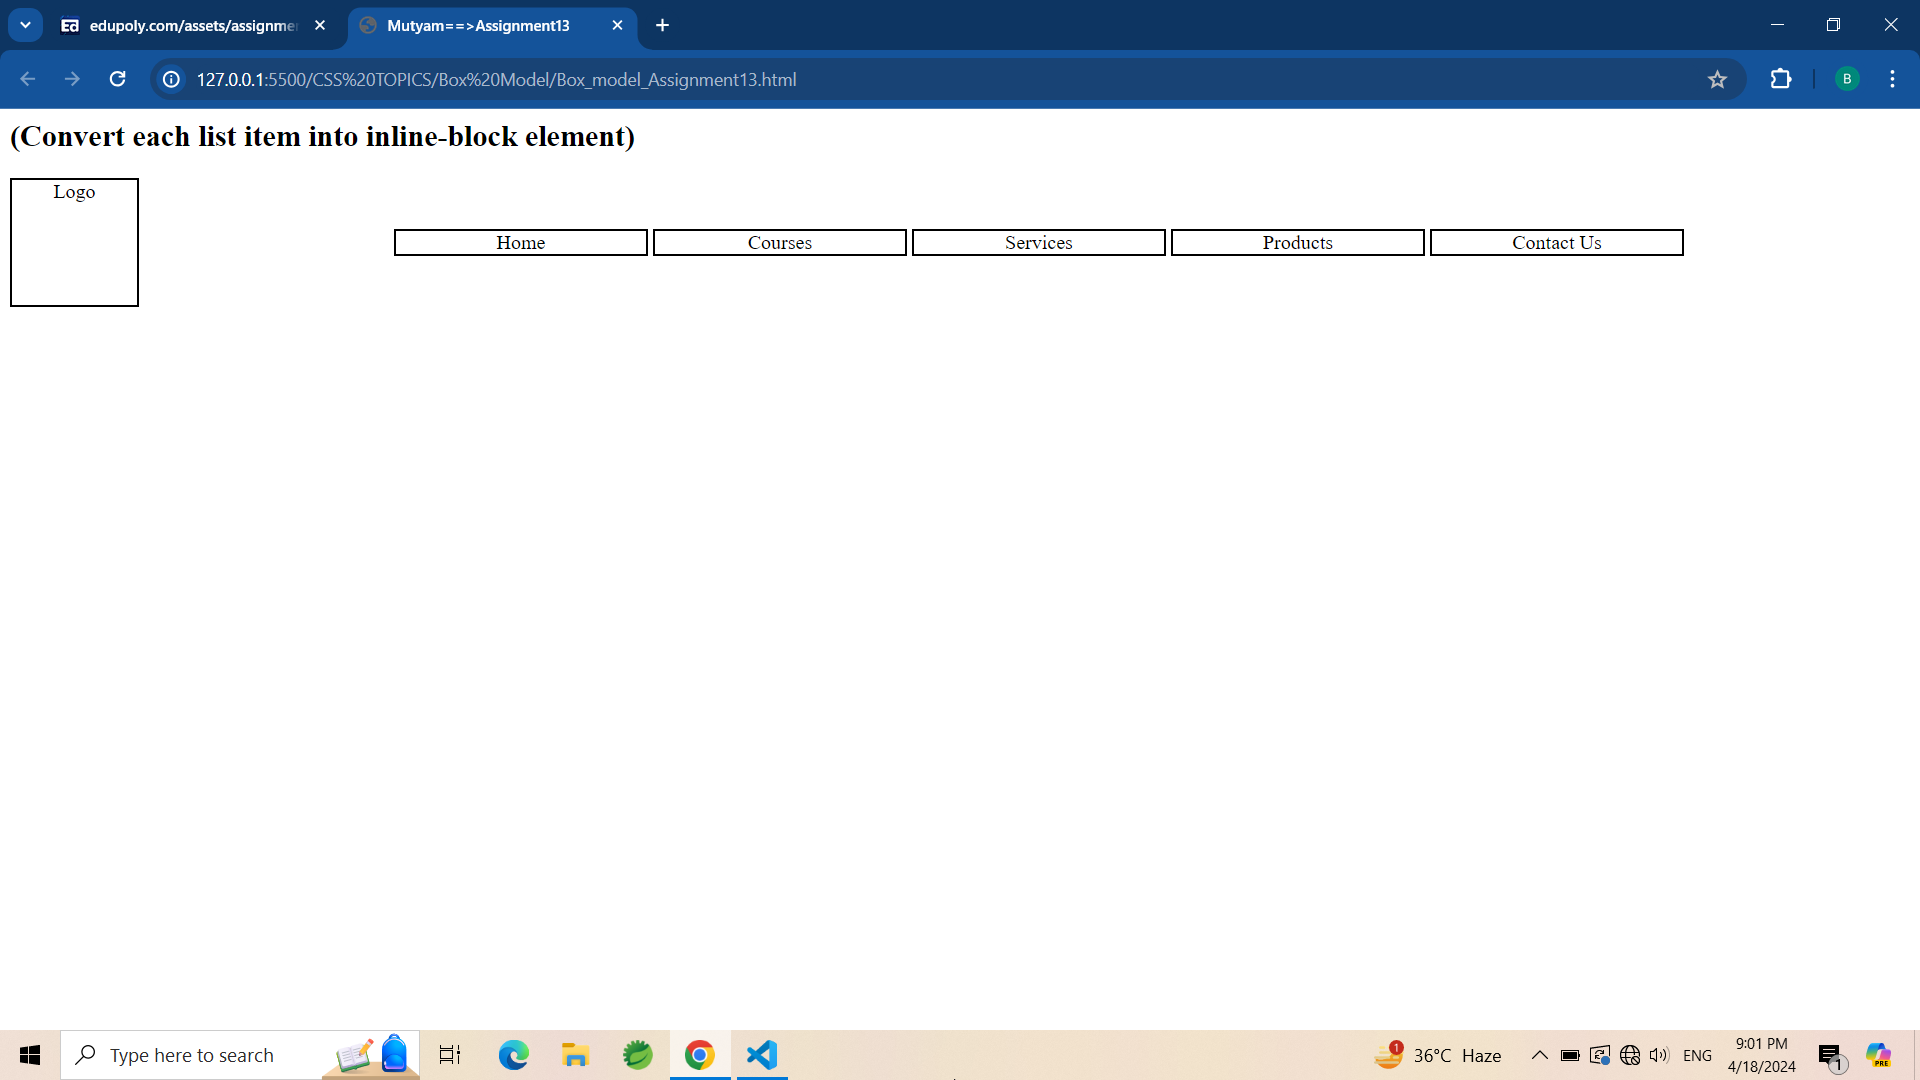 Ed edupoly.com/assets/assignme
Mutyam==>Assignment13
127.0.0.1:5500/CSS%20TOPICS/Box%20Model/Box_model_Assignment13.html
B
(Convert each list item into inline-block element)
Logo
Home Courses Services Products Contact Us
Type here to search
1
36°C Haze
ENG
9:01 PM
4/18/2024
1
PRE